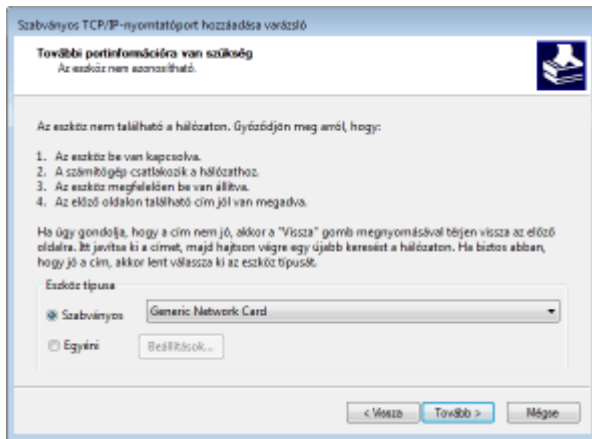 Szabványos TCP/IP-nyomtatóport hozzáadása varázsló
További portinformációra van szükség
Az eszköz nem azonosítható.
Az eszköz nem található a hálózaton. Győződjön meg arról, hogy:
1. Az eszköz be van kapcsolva.
2. A számítógép csatlakozik a hálózathoz.
3. Az eszköz megfelelően be van állítva.
4. Az előző oldalon található cím jól van megadva.
Ha úgy gondolja, hogy a cím nem jó, akkor a "Vissza" gomb megnyomásával térjen vissza az előző
oldalra. Itt javítsa ki a címet, majd hajtson végre egy újabb keresést a hálózaton. Ha biztos abban,
hogy jó a cím, akkor lent válassza ki az eszköz típusát.
Eszköz típusa
Szabványos
Generic Network Card
Egyéni
Beállítások...
< Vissza
Tovább >
Mégse